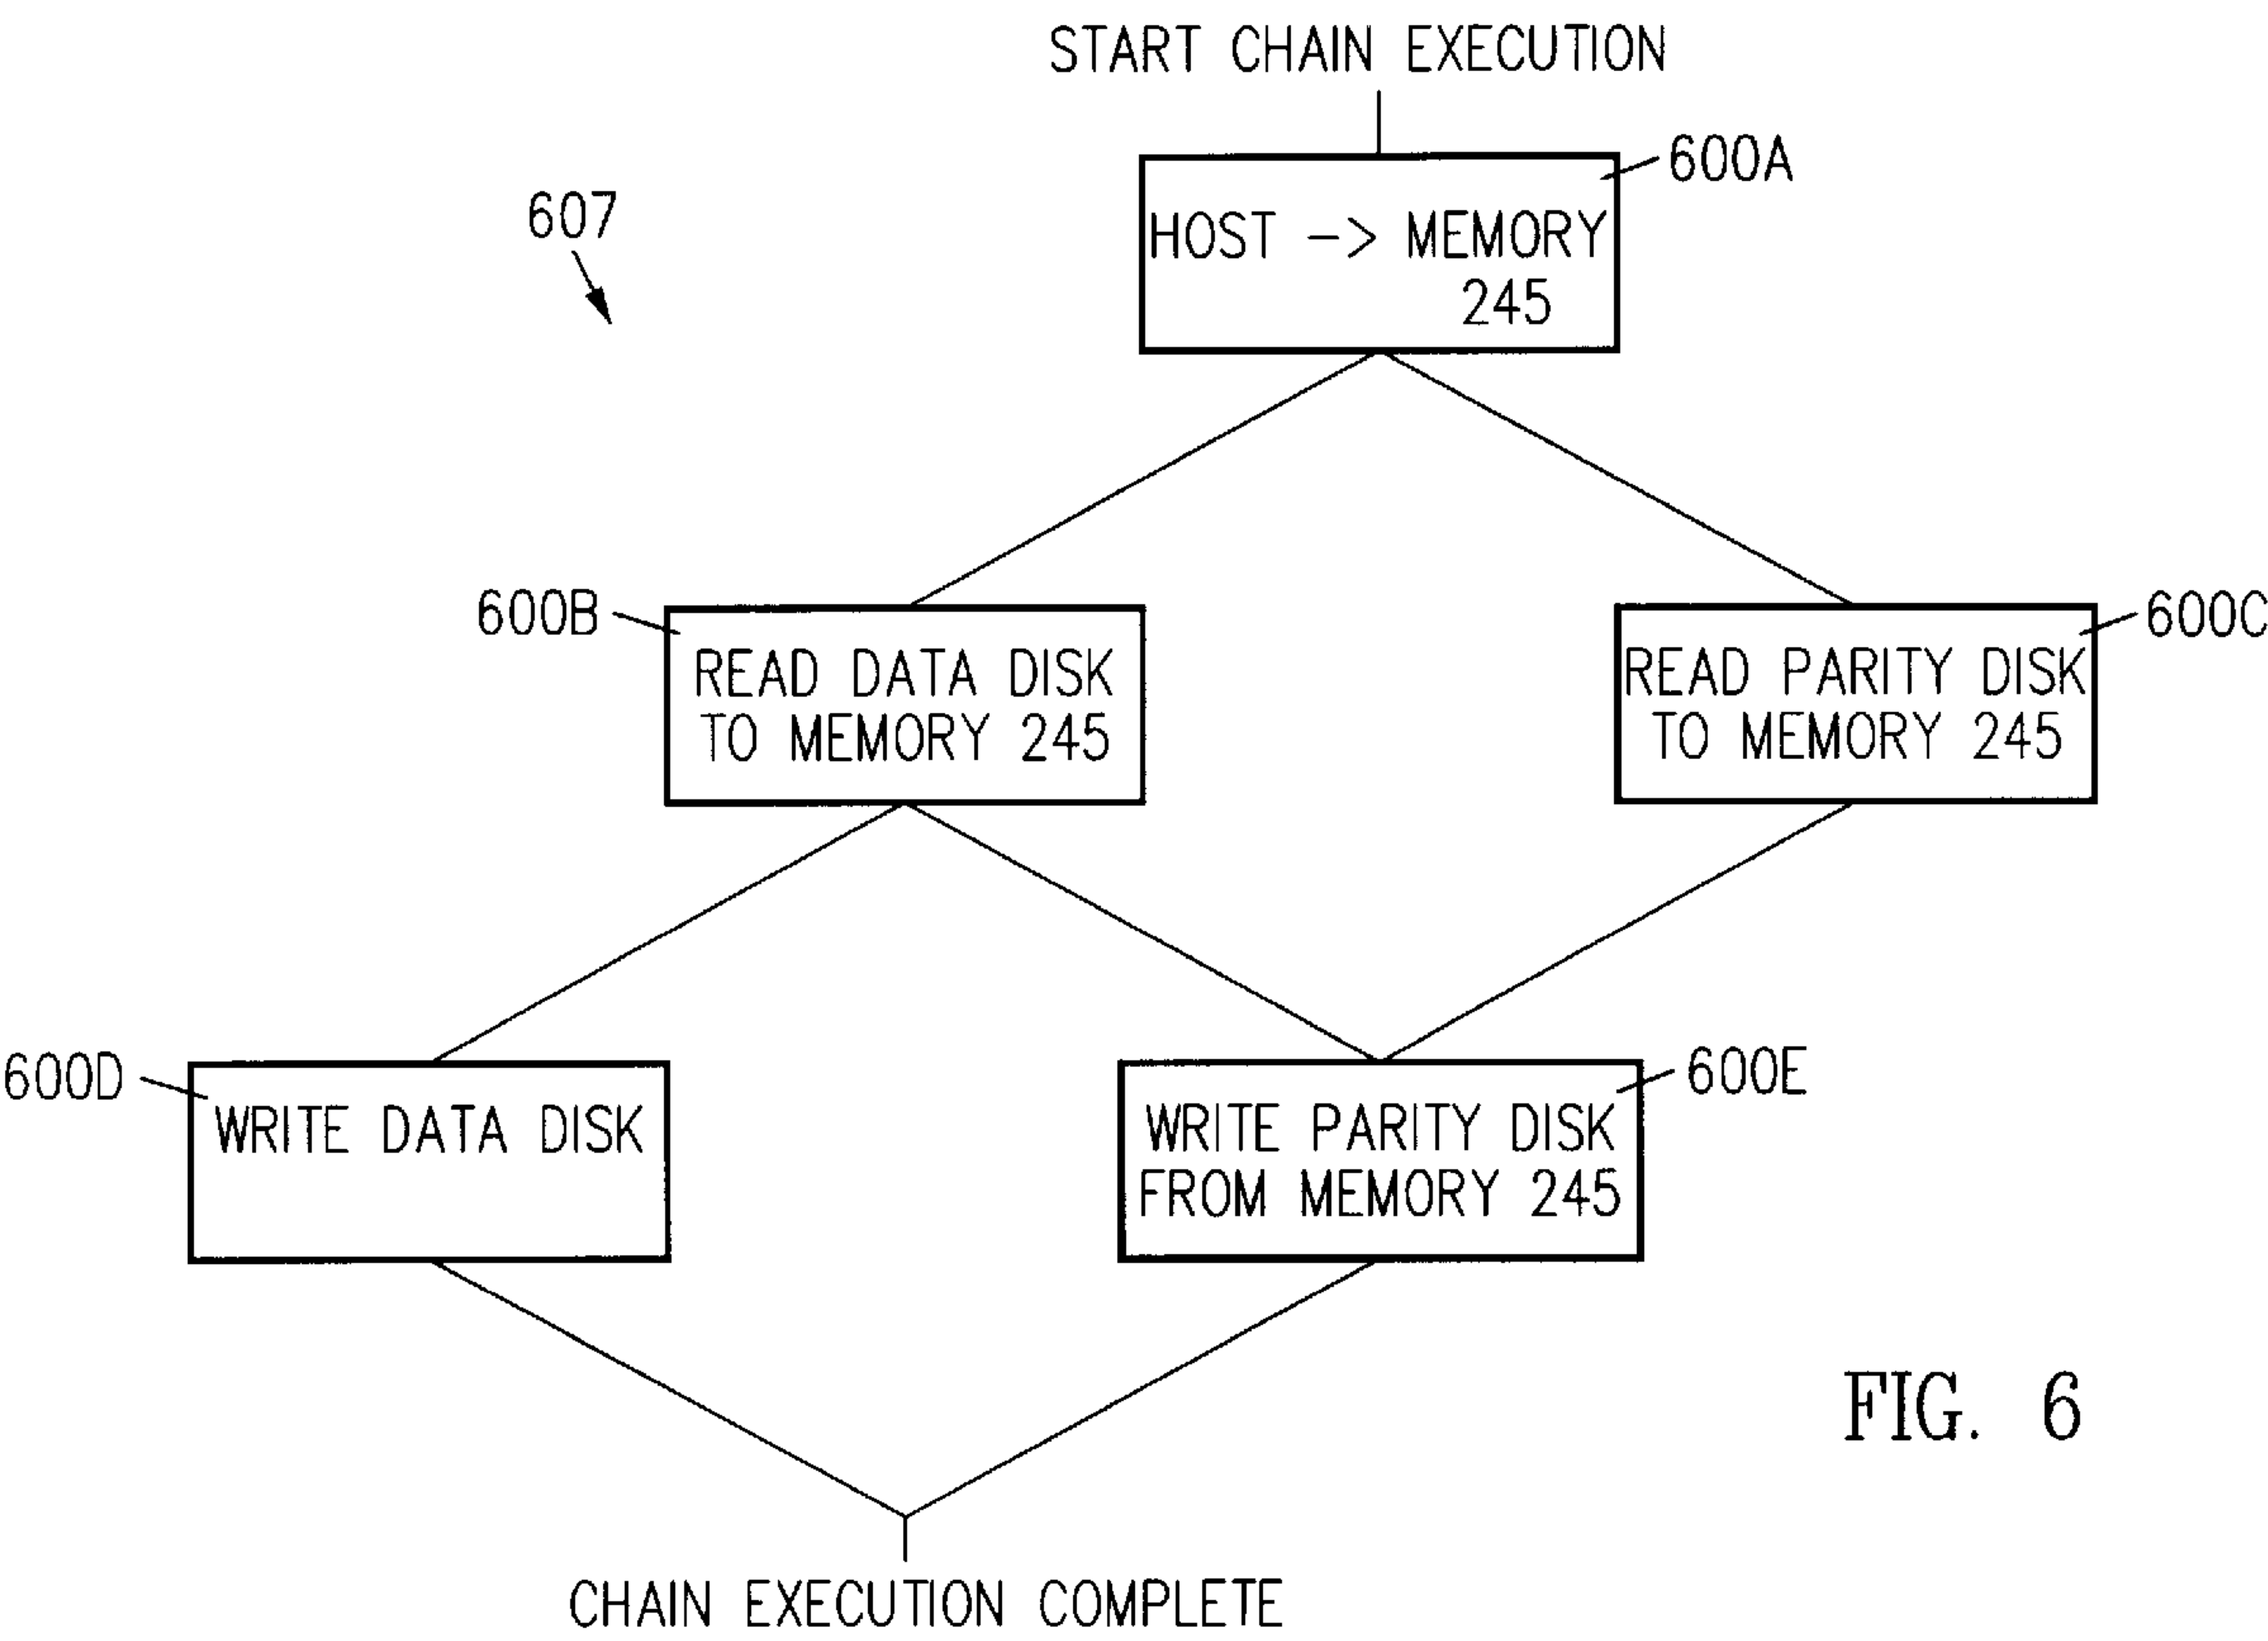 START CHAIN EXECUTION
600A
607
HOST -> MEMORY
245
600B
600C
READ DATA DISK
TO MEMORY 245
READ PARITY DISK
TO MEMORY 245
600D
600E
WRITE DATA DISK
WRITE PARITY DISK
FROM MEMORY 245
FIG. 6
CHAIN EXECUTION COMPLETE